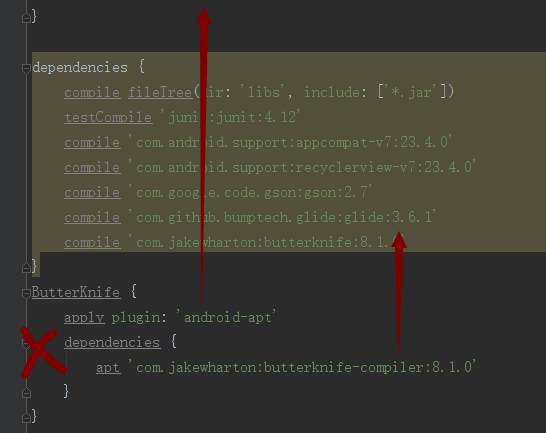 }
dependencies {
compile fileTree(dir: 'libs', include: ['*.jar'])
testCompile 'junit:junit:4.12'
compile 'com.android.support:appcompat-v7:23.4.0'
compile 'com.android.support:recyclerview-v7:23.4.0'
compile 'com.google.code.gson:gson:2.7'
compile 'com.github.bumptech.glide:glide:3.6.1'
compile 'com.jakewharton:butterknife:8.1.0'
}
ButterKnife {
apply plugin: 'android-apt'
dependencies {
apt 'com.jakewharton:butterknife-compiler:8.1.0'
}
}